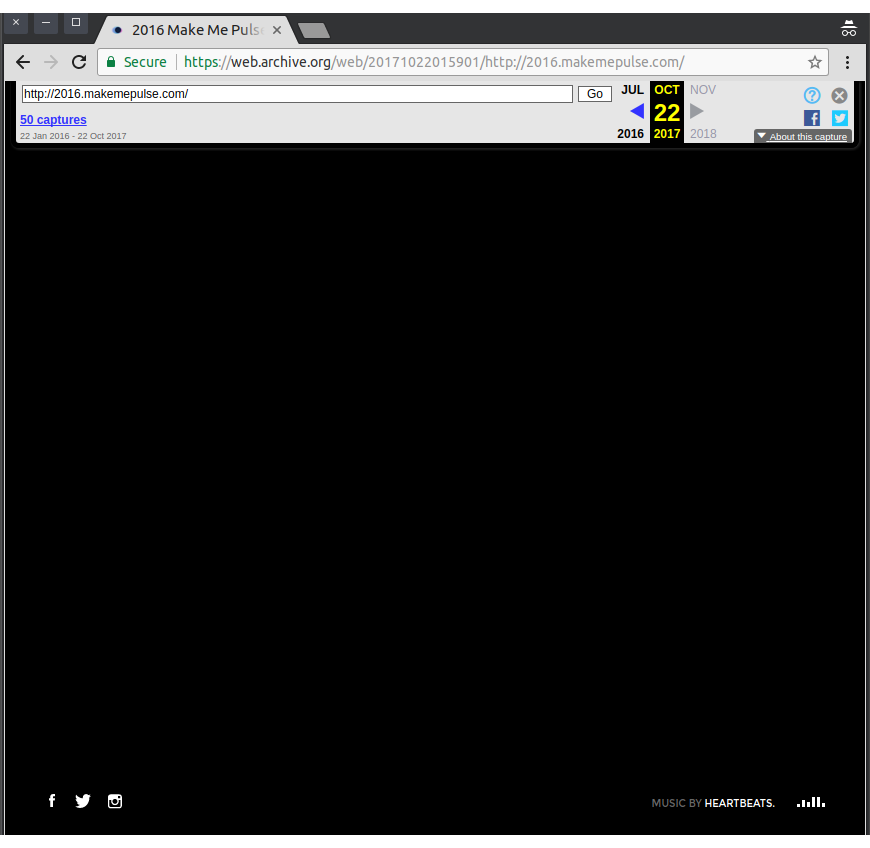 2016 Make Me Pulse
Secure https://web.archive.org/web/20171022015901/http://2016.makemepulse.com/
http://2016.makemepulse.com/ Go JUL OCT NOV
50 captures 22
22 Jan 2016 - 22 Oct 2017 2016 2017 2018 About this capture
MUSIC BY HEARTBEATS.